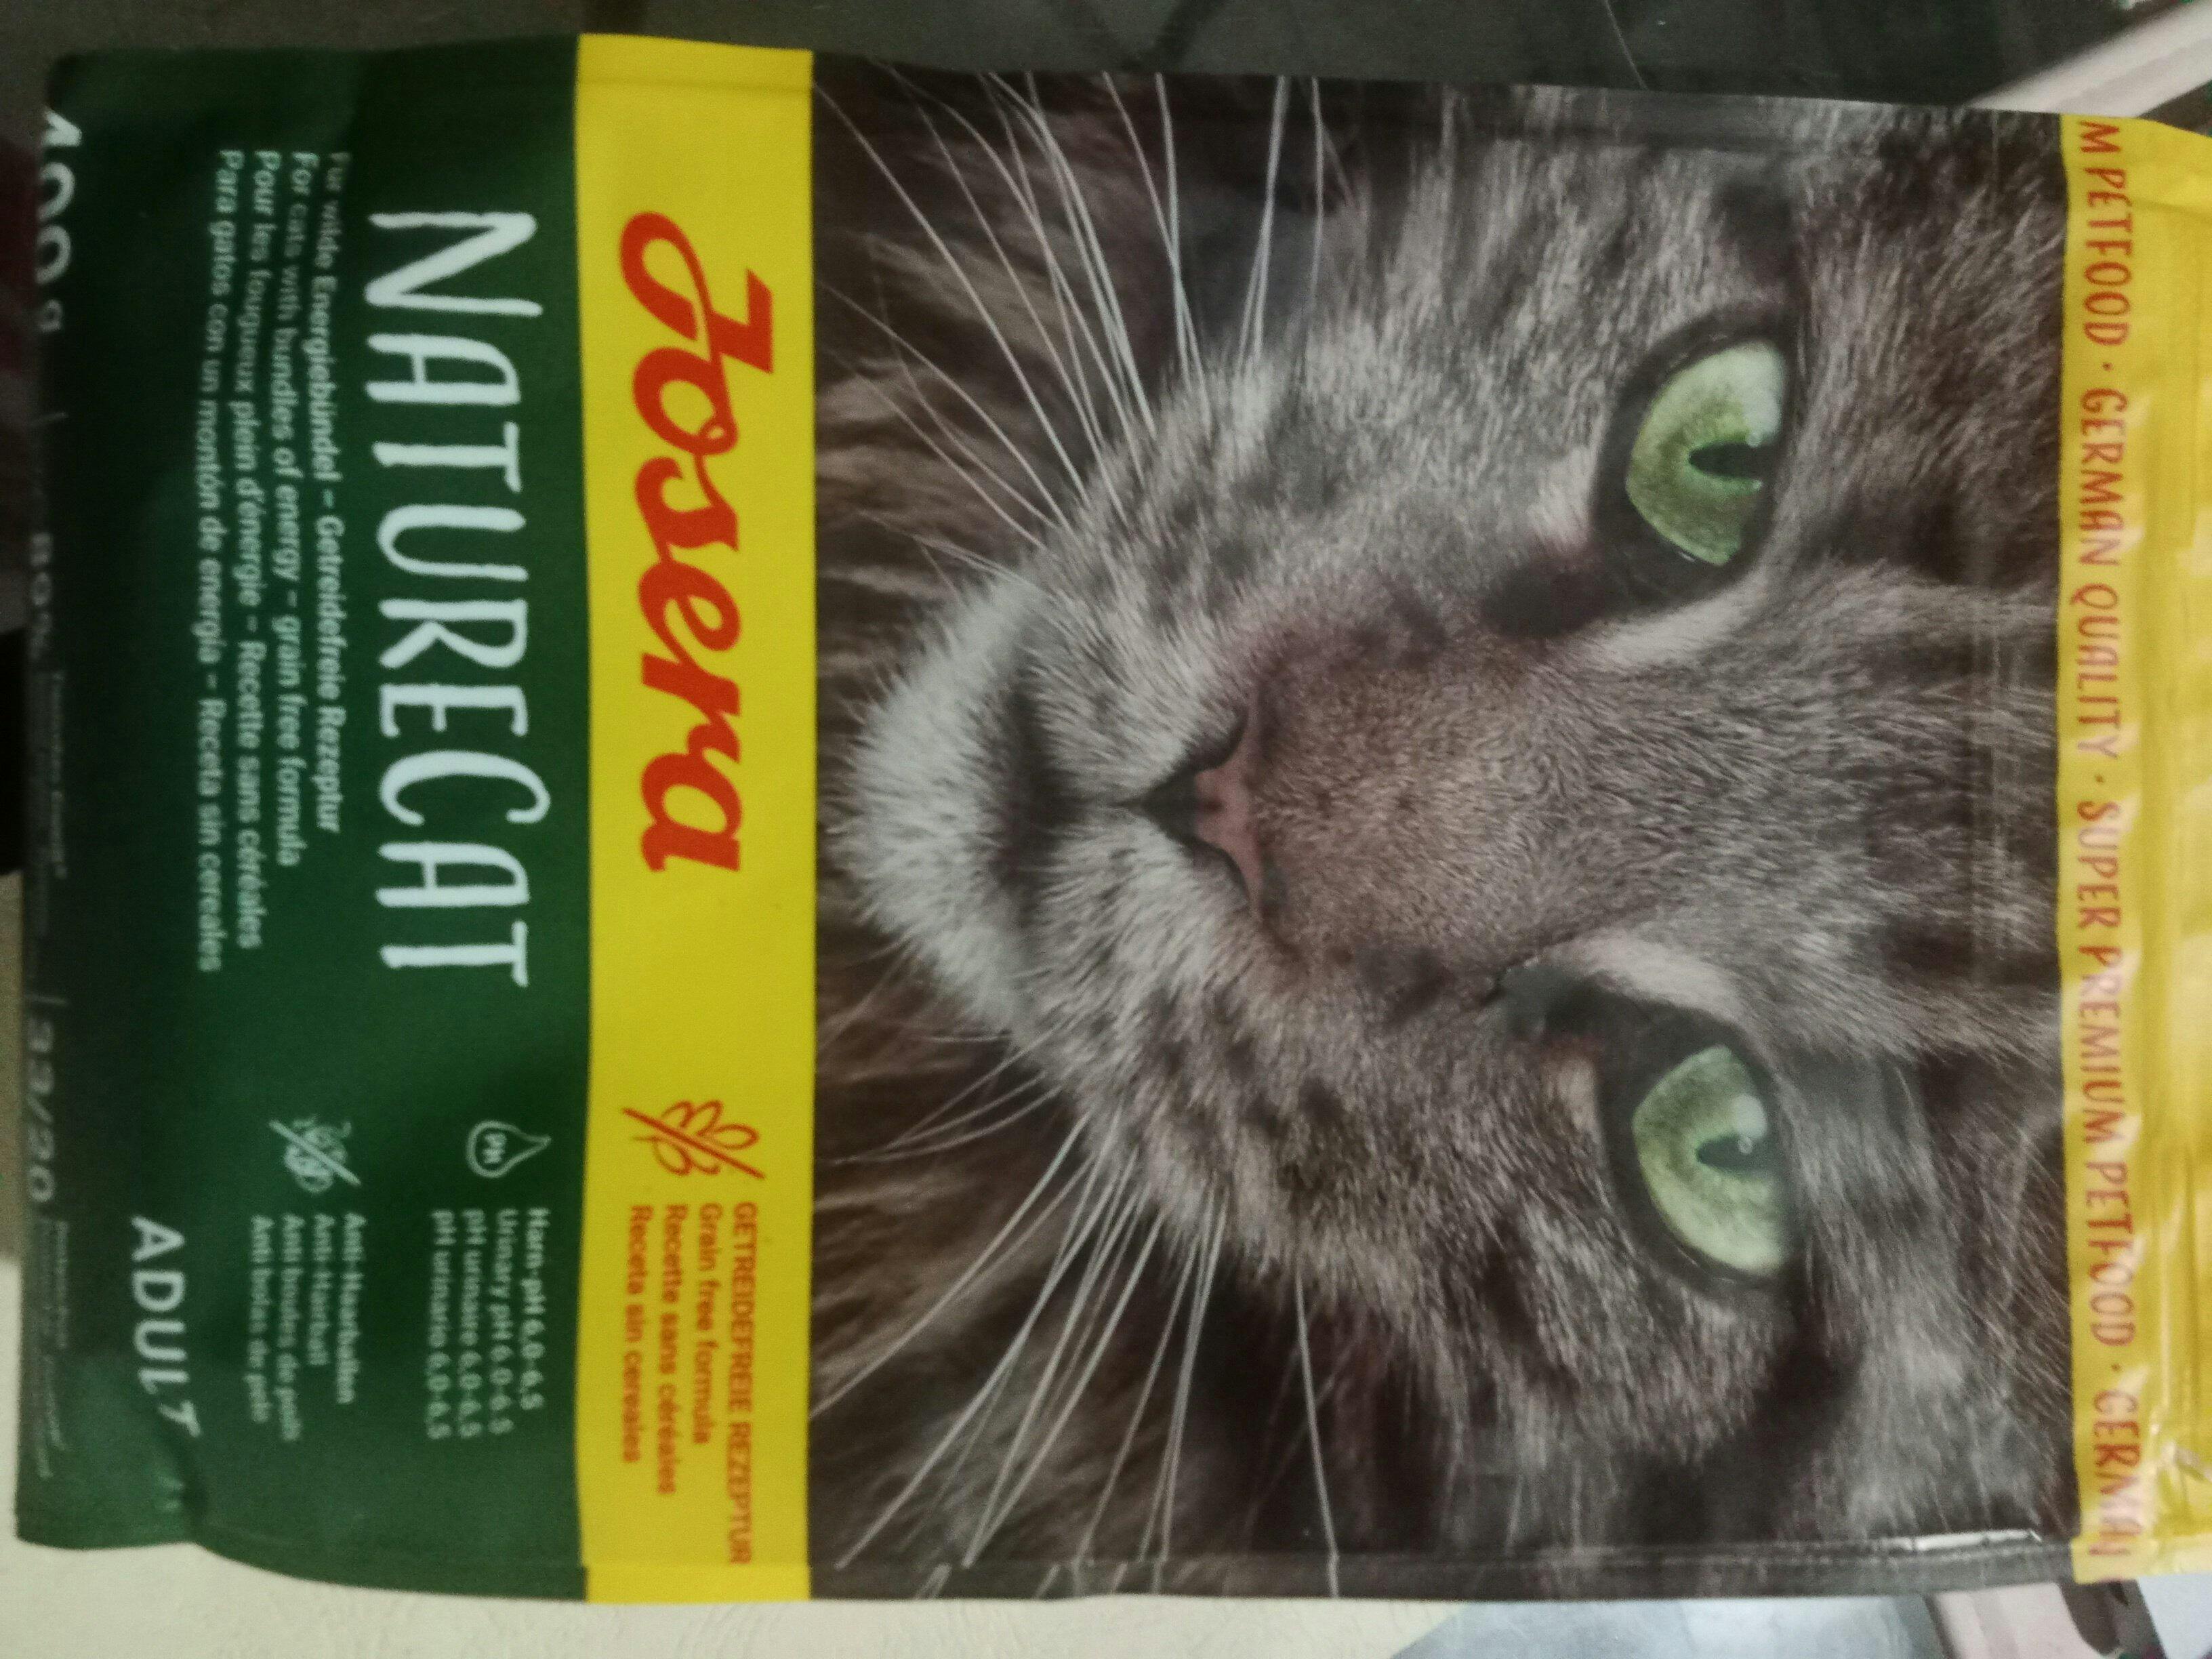 M PETFOOD · GERMAN QUALITY · SUPER PREMIUM PETFOOD · GERMAN
Josera
GETREIDEFREIE REZEPTUR
Grain free formula
Recette sans céréales
Receta sin cereales
NATURECAT
Für wilde Energiebündel – Getreidefreie Rezeptur
For cats with bundles of energy – grain free formula
Pour les fougueux plein d'énergie – Recette sans céréales
Para gatos con un montón de energía – Receta sin cereales
PH
Harn-pH 6,0-6,5
Urinary pH 6.0-6.5
pH urinaire 6,0-6,5
pH urinario 6,0-6,5
Anti-Haarballen
Anti-Hairball
Anti boules de poils
Anti bolas de pelo
ADULT
400 g
80%
33/20